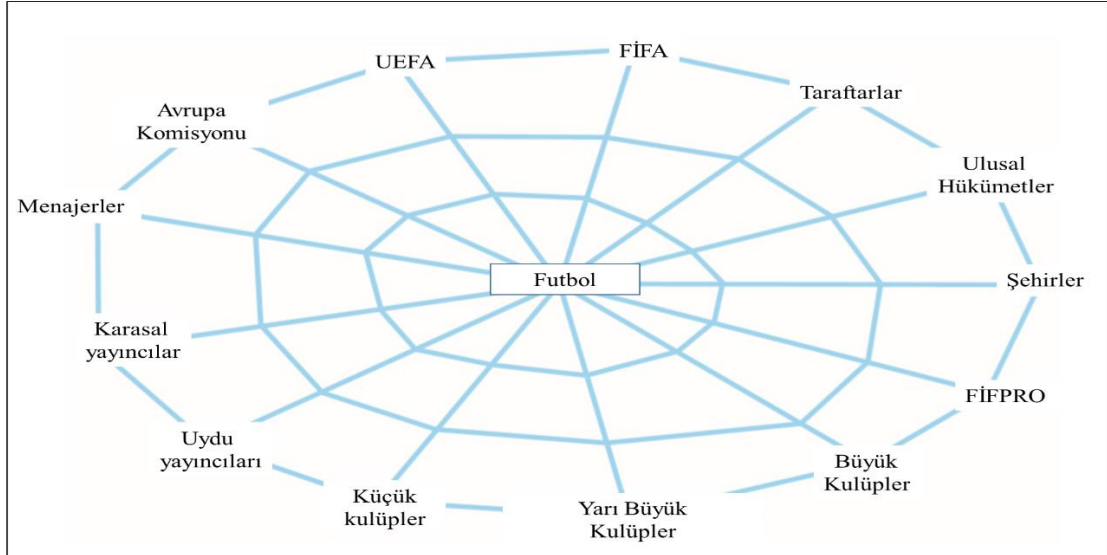 UEFA
FİFA
Taraftarlar
Avrupa
Komisyonu
Ulusal
Hükümetler
Menajerler
Futbol
Şehirler
Karasal
yayıncılar
FİFPRO
Uydu
yayıncıları
Büyük
Kulüpler
Küçük
kulüpler
Yarı Büyük
Kulüpler